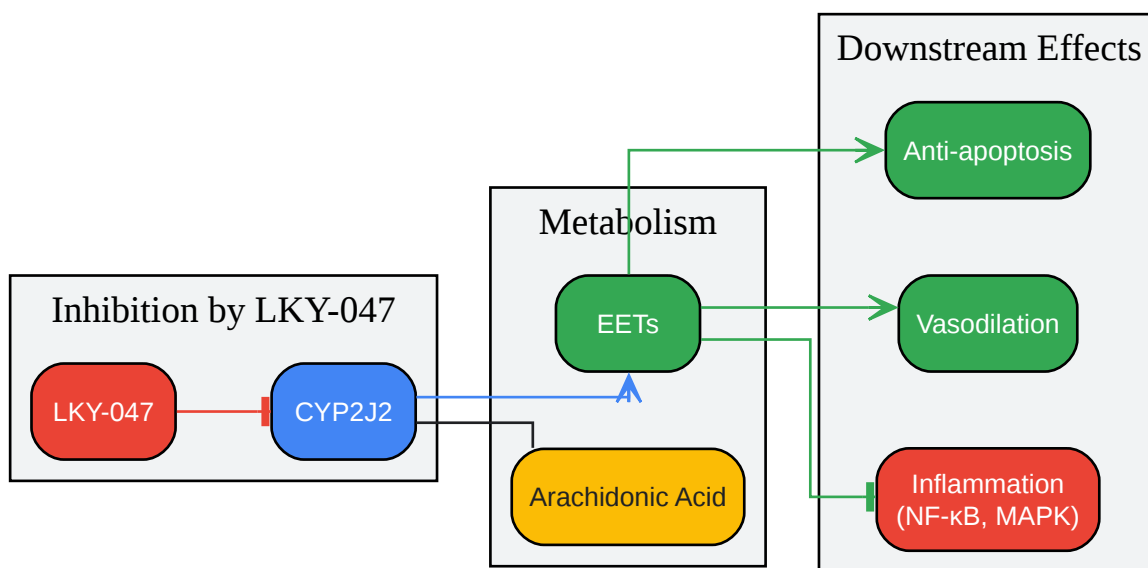 Downstream Effects
Anti-apoptosis
Metabolism
Inhibition by LKY-047
EETs
Vasodilation
LKY-047
CYP2J2
Arachidonic Acid
Inflammation
(NF-κB, MAPK)